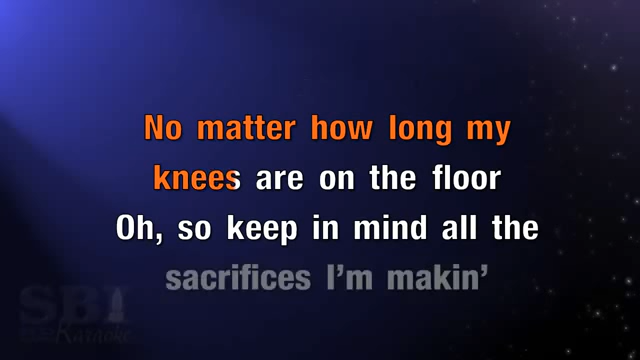 No matter how long my
knees are on the floor
Oh, so keep in mind all the
sacrifices I'm makin'
SBI
Karaoke